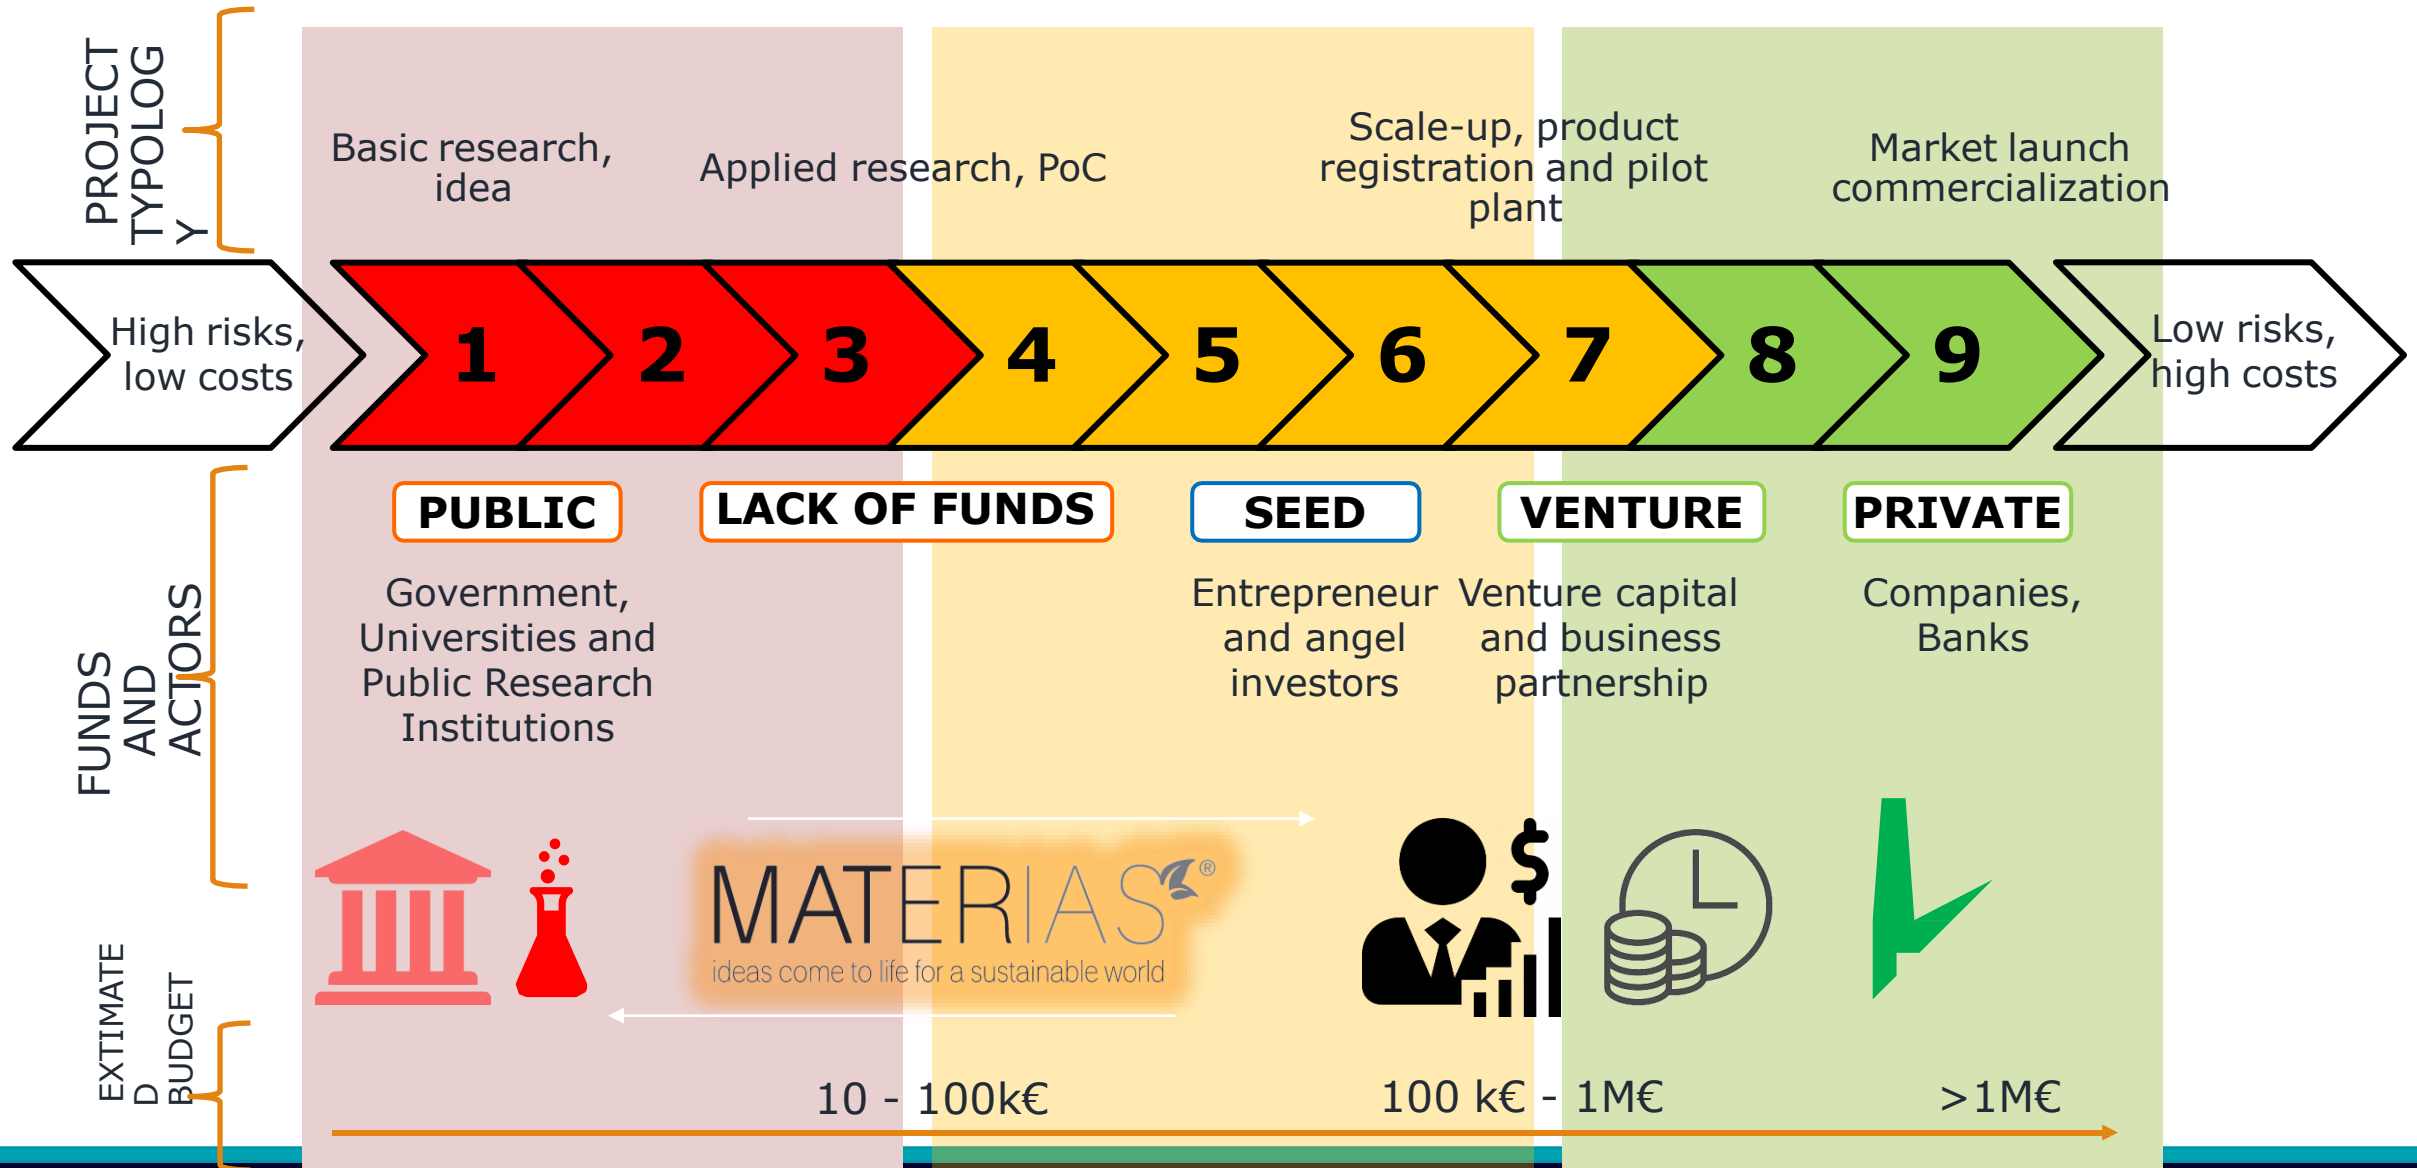 PROJECT
TYPOLOG
Y
Basic research,
idea
Applied research, PoC
Scale-up, product
registration and pilot
plant
Market launch
commercialization
High risks,
low costs
1
2
3
4
5
6
7
8
9
Low risks,
high costs
FUNDS
AND
ACTORS
PUBLIC
LACK OF FUNDS
SEED
VENTURE
PRIVATE
Government,
Universities and
Public Research
Institutions
Entrepreneur
and angel
investors
Venture capital
and business
partnership
Companies,
Banks
$
MATERIAS®
ideas come to life for a sustainable world
EXTIMATE
D
BUDGET
10 - 100k€
100 k€ - 1M€
>1M€